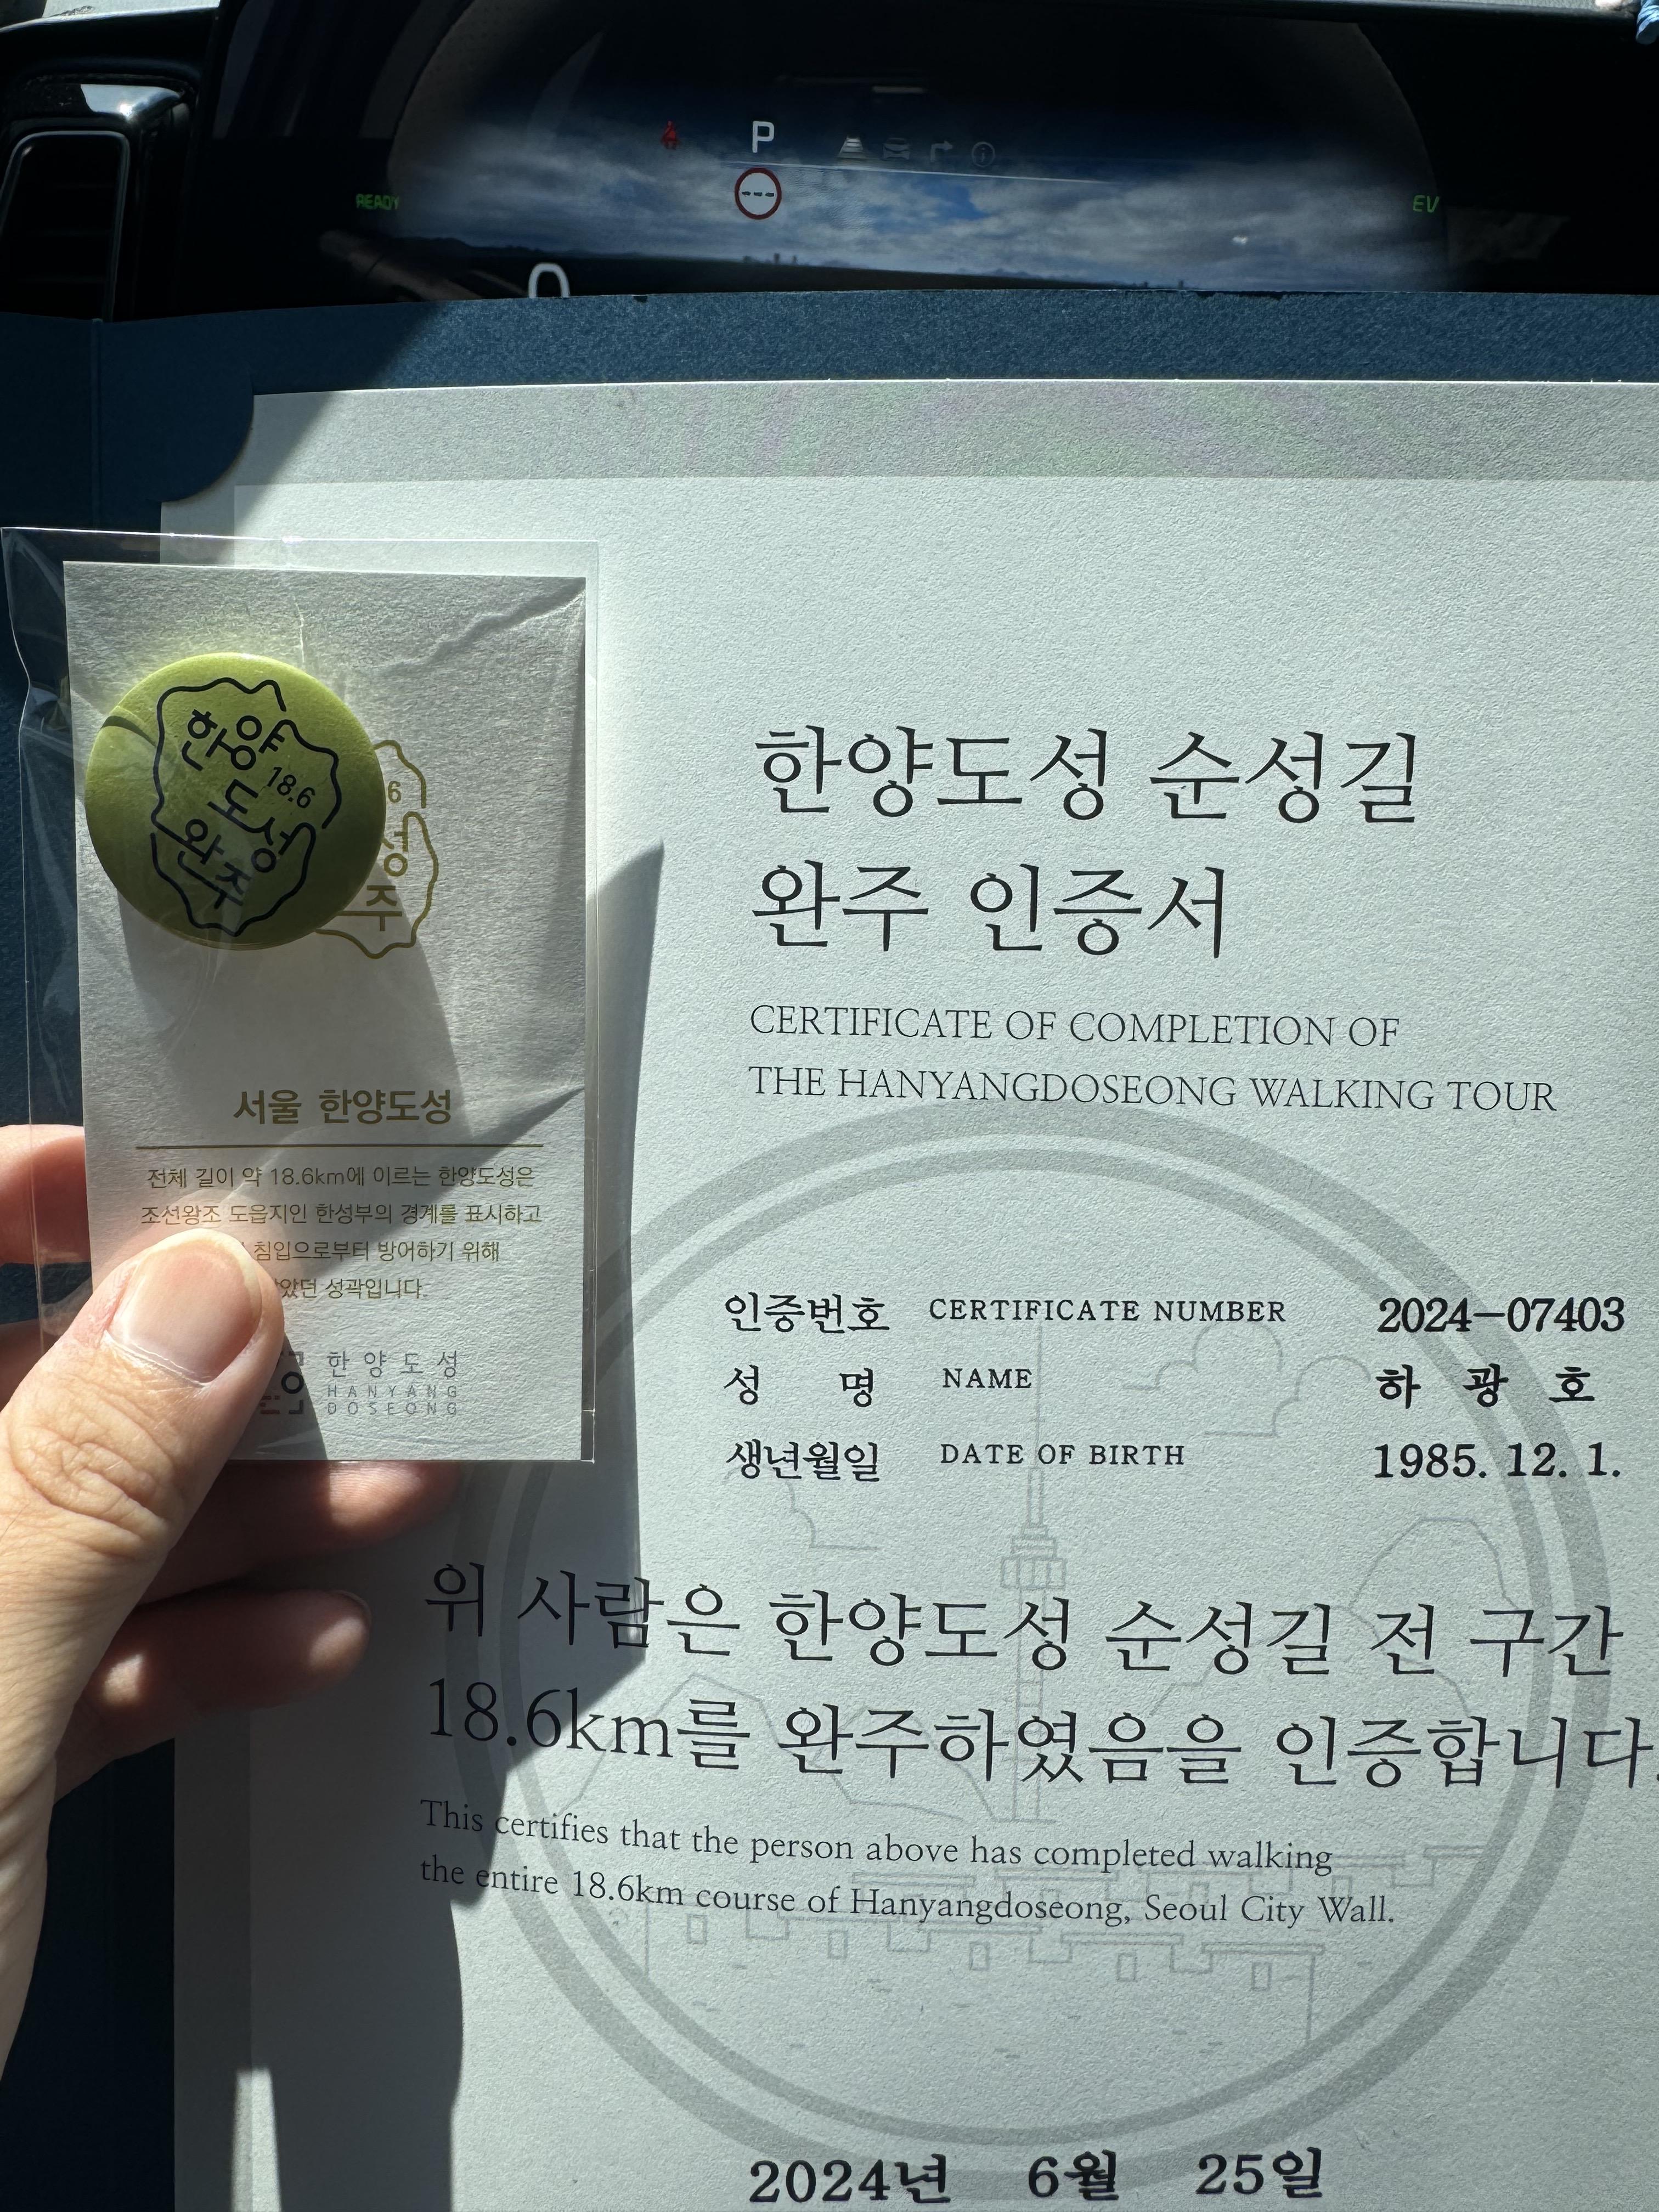 P
READY
EV
0
한양
18.6
도성
완주
6
성
주
서울 한양도성
전체 길이 약 18.6km에 이르는 한양도성은
조선왕조 도읍지인 한성부의 경계를 표시하고
침입으로부터 방어하기 위해
성곽입니다.
한양도성
HANYANG
DOSEONG
한양도성 순성길
완주 인증서
CERTIFICATE OF COMPLETION OF
THE HANYANGDOSEONG WALKING TOUR
인증번호 CERTIFICATE NUMBER 2024-07403
성 명 NAME 하 광 호
생년월일 DATE OF BIRTH 1985. 12. 1.
위 사람은 한양도성 순성길 전 구간
18.6km를 완주하였음을 인증합니다.
This certifies that the person above has completed walking
the entire 18.6km course of Hanyangdoseong, Seoul City Wall.
2024년 6월 25일